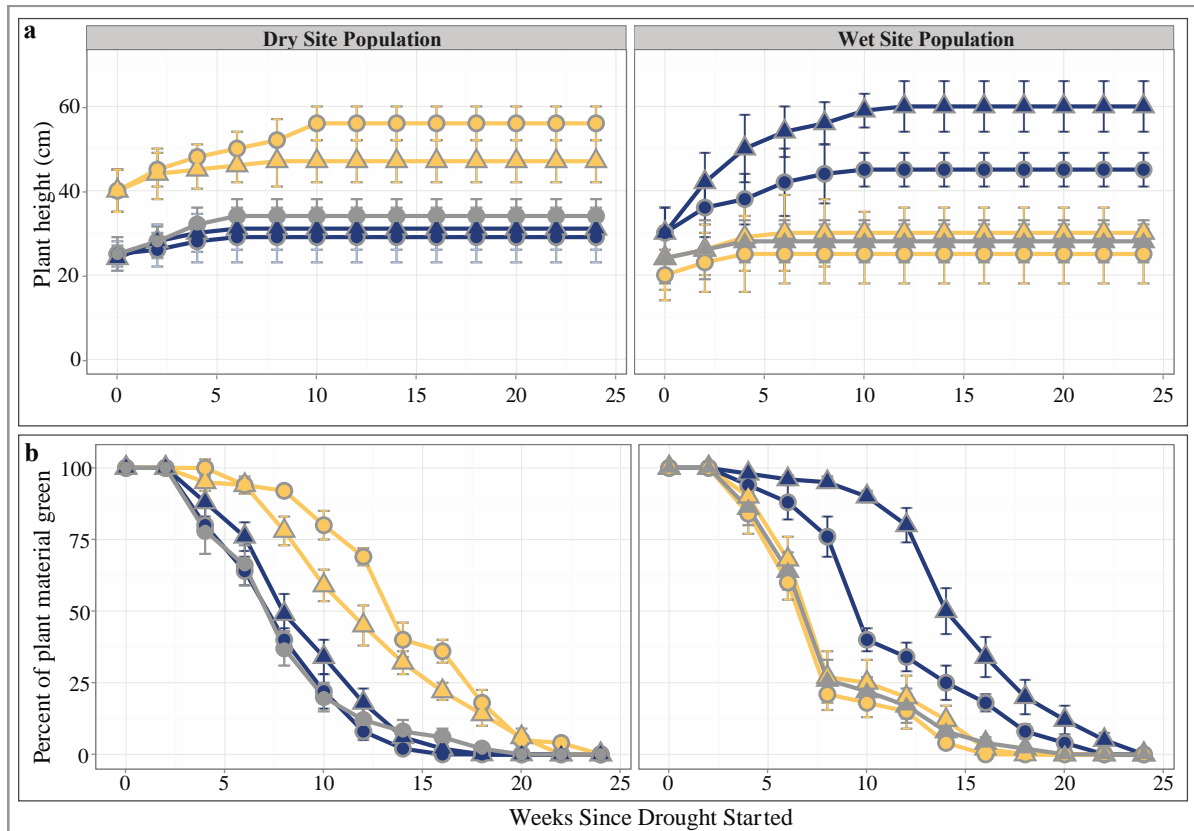 a
Dry Site Population
Wet Site Population
Plant height (cm)
60
40
20
0
0 5 10 15 20 25
0 5 10 15 20 25
b
Percent of plant material green
100
75
50
25
0
0 5 10 15 20 25
0 5 10 15 20 25
Weeks Since Drought Started